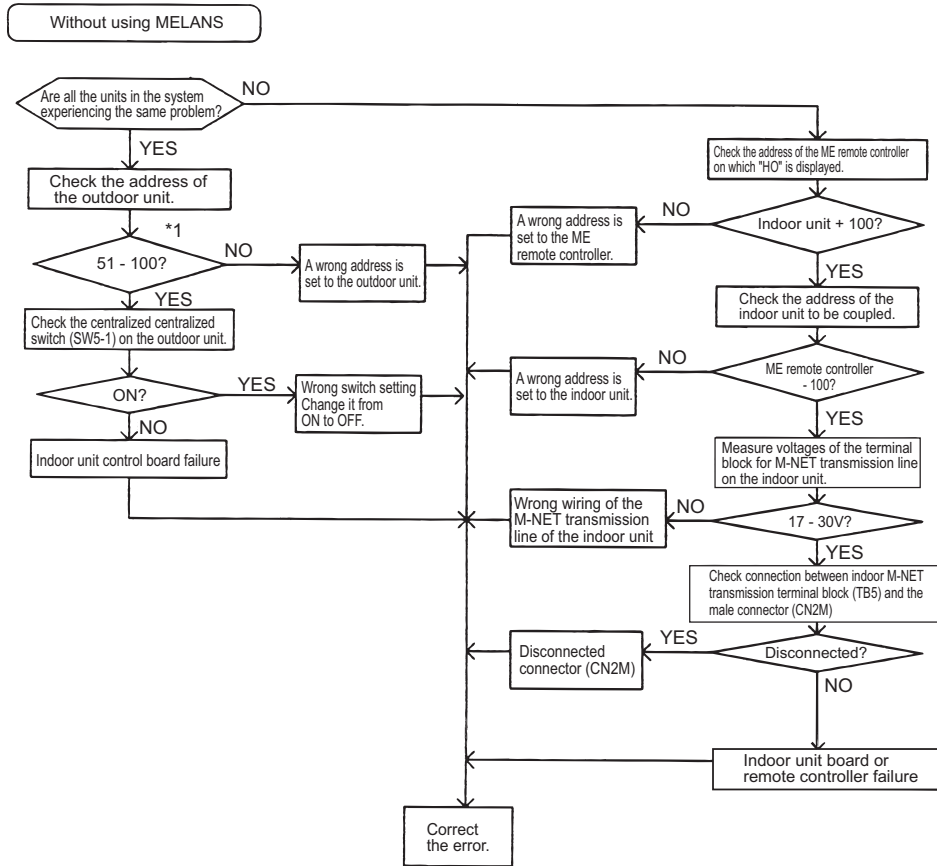 Without using MELANS
Are all the units in the system
experiencing the same problem?
NO
YES
Check the address of
the outdoor unit.
*1
51 - 100?
NO
A wrong address is
set to the outdoor unit.
YES
Check the centralized centralized
switch (SW5-1) on the outdoor unit.
ON?
YES
Wrong switch setting
Change it from
ON to OFF.
NO
Indoor unit control board failure
Check the address of the ME remote controller
on which "HO" is displayed.
Indoor unit + 100?
NO
A wrong address is
set to the ME
remote controller.
YES
Check the address of the
indoor unit to be coupled.
ME remote controller
- 100?
NO
A wrong address is
set to the indoor unit.
YES
Measure voltages of the terminal
block for M-NET transmission line
on the indoor unit.
17 - 30V?
NO
Wrong wiring of the
M-NET transmission
line of the indoor unit
YES
Check connection between indoor M-NET
transmission terminal block (TB5) and the
male connector (CN2M)
Disconnected?
YES
Disconnected
connector (CN2M)
NO
Indoor unit board or
remote controller failure
Correct
the error.